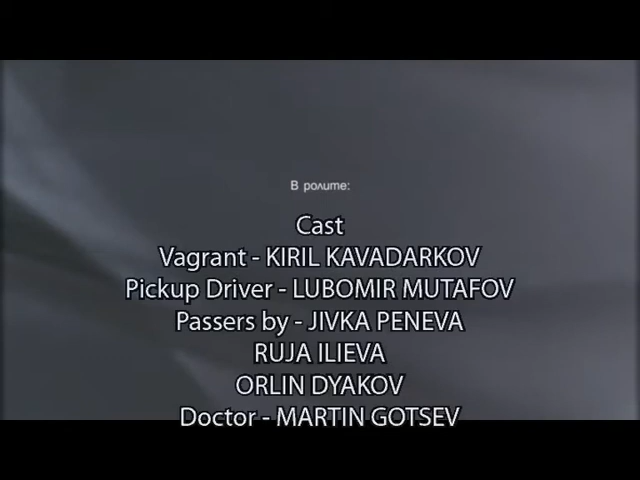 В ролите:
Cast
Vagrant - KIRIL KAVADARKOV
Pickup Driver - LUBOMIR MUTAFOV
Passers by - JIVKA PENEVA
RUJA ILIEVA
ORLIN DYAKOV
Doctor - MARTIN GOTSEV